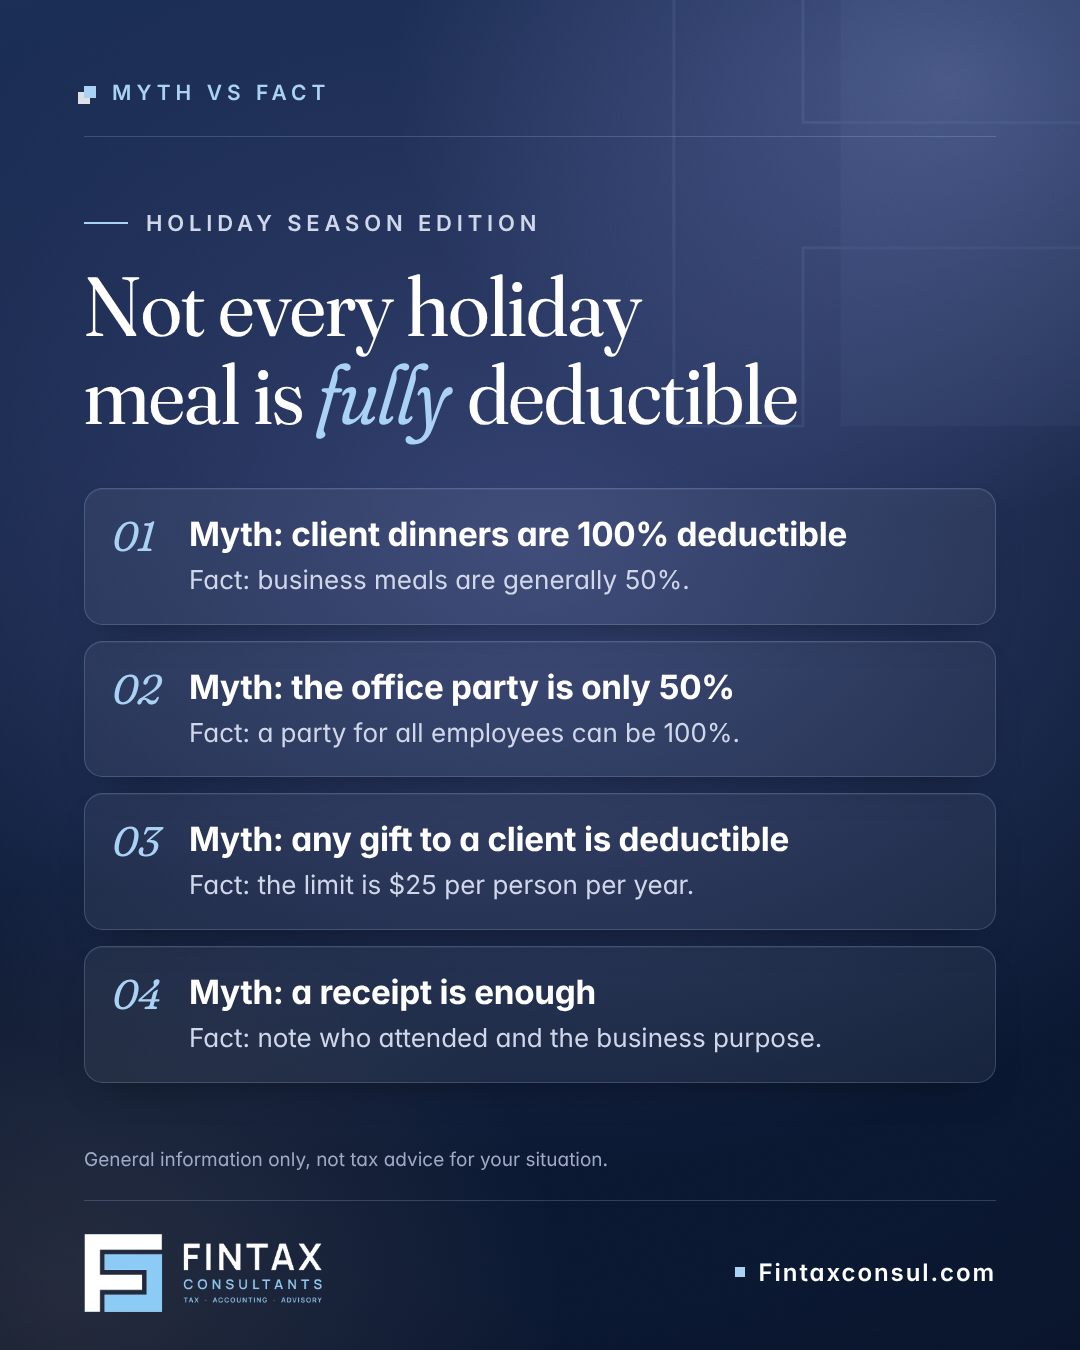 MYTH VS FACT
HOLIDAY SEASON EDITION
Not every holiday
meal is fully deductible
01
Myth: client dinners are 100% deductible
Fact: business meals are generally 50%.
02
Myth: the office party is only 50%
Fact: a party for all employees can be 100%.
03
Myth: any gift to a client is deductible
Fact: the limit is $25 per person per year.
04
Myth: a receipt is enough
Fact: note who attended and the business purpose.
General information only, not tax advice for your situation.
FINTAX
CONSULTANTS
TAX · ACCOUNTING · ADVISORY
Fintaxconsul.com